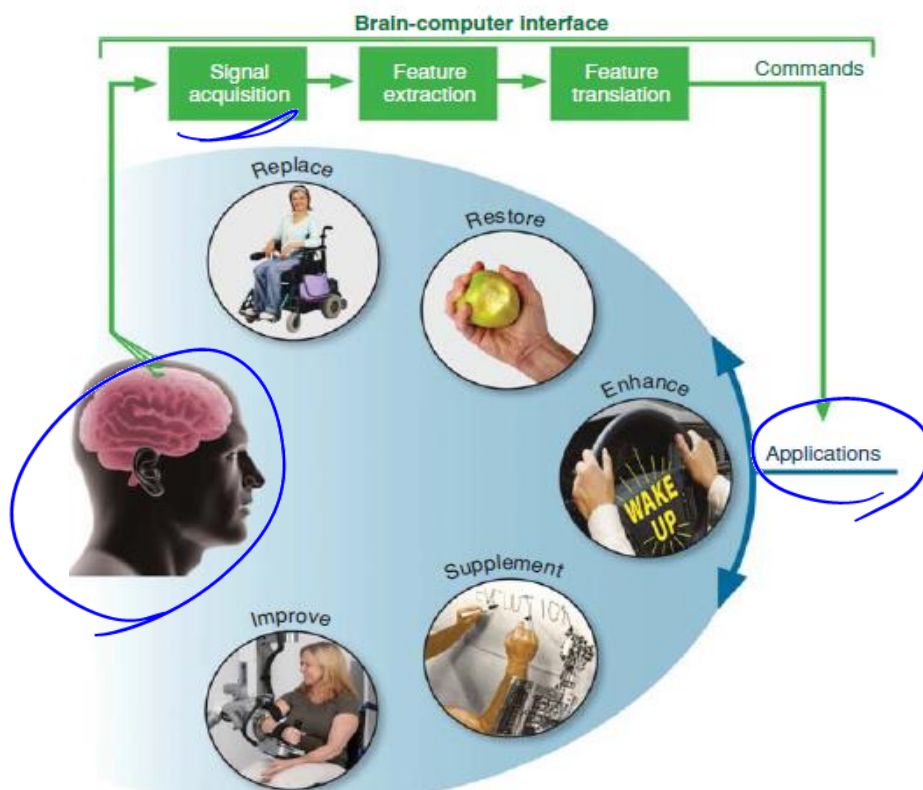 Brain-computer interface
Signal
acquisition
Feature
extraction
Feature
translation
Commands
Replace
Restore
Enhance
WAKE
UP
Applications
Supplement
Improve